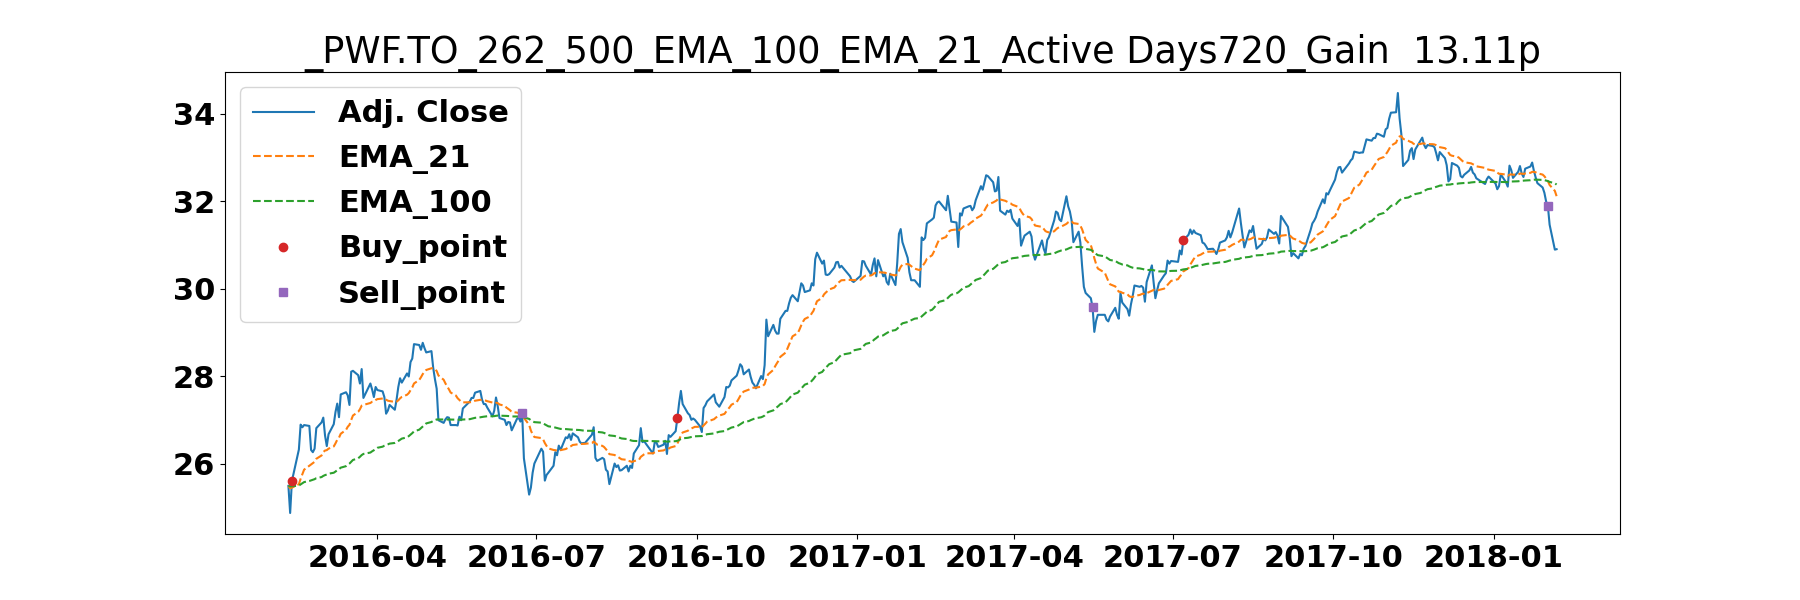 _PWF.TO_262_500_EMA_100_EMA_21_Active Days720_Gain  13.11p
Adj. Close
EMA_21
EMA_100
Buy_point
Sell_point
34
32
30
28
26
2016-04 2016-07 2016-10 2017-01 2017-04 2017-07 2017-10 2018-01